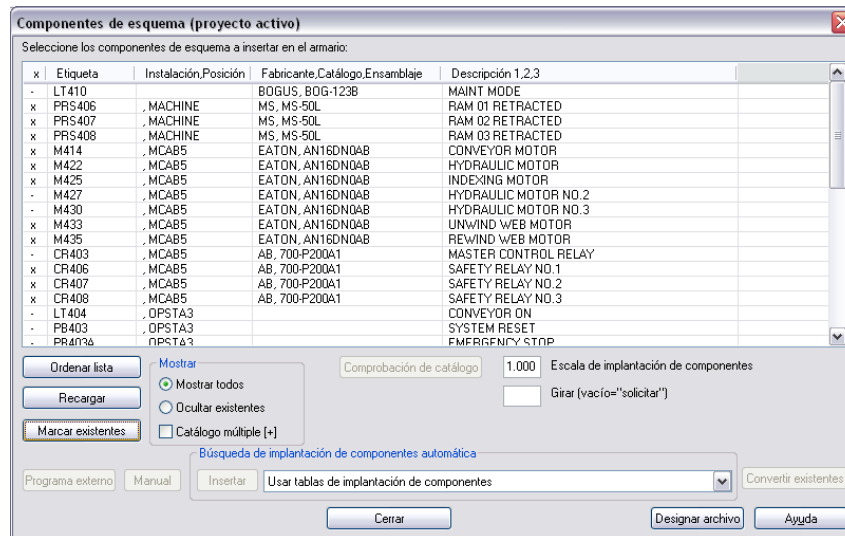 Componentes de esquema (proyecto activo)
Seleccione los componentes de esquema a insertar en el armario:
x Etiqueta Instalación,Posición Fabricante,Catálogo,Ensamblaje Descripción 1,2,3
- LT410 BOGUS, BOG-123B MAINT MODE
x PRS406 , MACHINE MS, MS-50L RAM 01 RETRACTED
x PRS407 , MACHINE MS, MS-50L RAM 02 RETRACTED
x PRS408 , MACHINE MS, MS-50L RAM 03 RETRACTED
x M414 , MCAB5 EATON, AN16DN0AB CONVEYOR MOTOR
x M422 , MCAB5 EATON, AN16DN0AB HYDRAULIC MOTOR
x M425 , MCAB5 EATON, AN16DN0AB INDEXING MOTOR
- M427 , MCAB5 EATON, AN16DN0AB HYDRAULIC MOTOR NO.2
- M430 , MCAB5 EATON, AN16DN0AB HYDRAULIC MOTOR NO.3
x M433 , MCAB5 EATON, AN16DN0AB UNWIND WEB MOTOR
x M435 , MCAB5 EATON, AN16DN0AB REWIND WEB MOTOR
- CR403 , MCAB5 AB, 700-P200A1 MASTER CONTROL RELAY
x CR406 , MCAB5 AB, 700-P200A1 SAFETY RELAY NO.1
x CR407 , MCAB5 AB, 700-P200A1 SAFETY RELAY NO.2
x CR408 , MCAB5 AB, 700-P200A1 SAFETY RELAY NO.3
- LT404 , OPSTA3 CONVEYOR ON
- PB403 , OPSTA3 SYSTEM RESET
- PB403A , OPSTA3 EMERGENCY STOP
Ordenar lista Mostrar Comprobación de catálogo 1.000 Escala de implantación de componentes
Mostrar todos
Recargar Ocultar existentes Girar (vacío="solicitar")
Marcar existentes Catálogo múltiple [+]
Búsqueda de implantación de componentes automática
Programa externo Manual Insertar Usar tablas de implantación de componentes Convertir existentes
Cerrar Designar archivo Ayuda